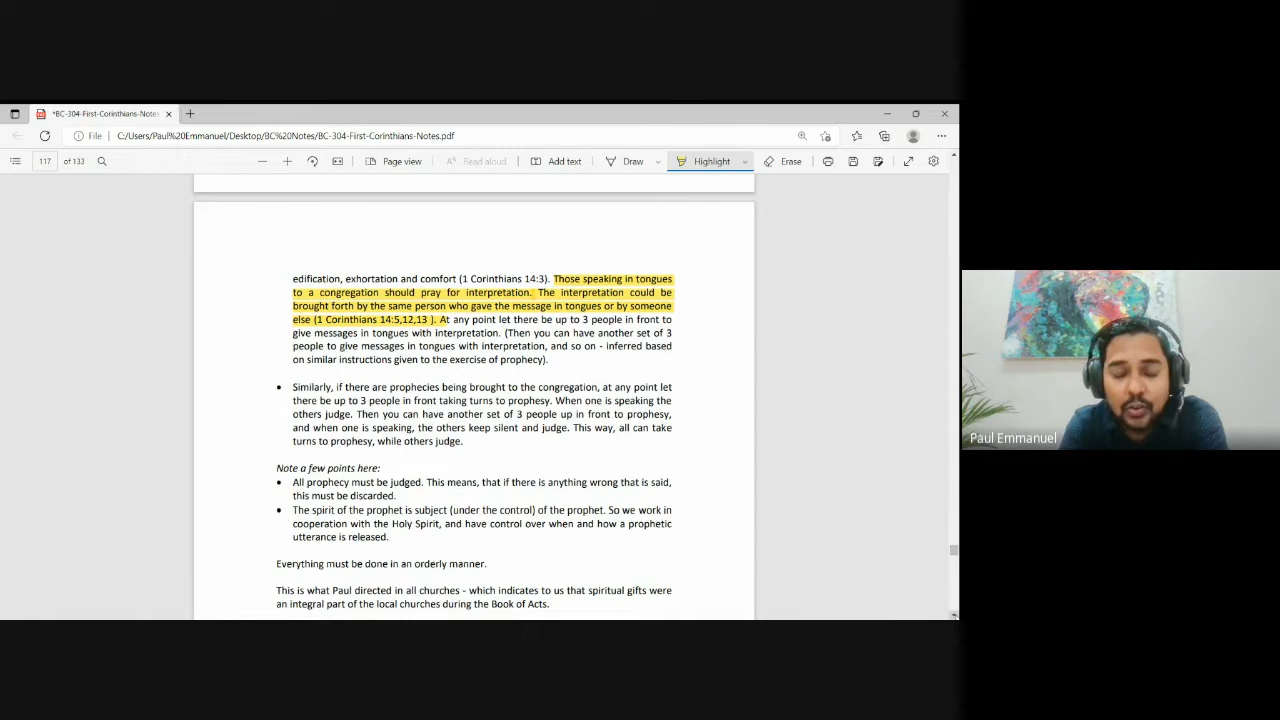 *BC-304-First-Corinthians-Notes
File
C:/Users/Paul%20Emmanuel/Desktop/BC%20Notes/BC-304-First-Corinthians-Notes.pdf
117 of 133
Page view
Read aloud
Add text
Draw
Highlight
Erase
edification, exhortation and comfort (1 Corinthians 14:3). Those speaking in tongues
to a congregation should pray for interpretation. The interpretation could be
brought forth by the same person who gave the message in tongues or by someone
else (1 Corinthians 14:5,12,13 ). At any point let there be up to 3 people in front to
give messages in tongues with interpretation. (Then you can have another set of 3
people to give messages in tongues with interpretation, and so on - inferred based
on similar instructions given to the exercise of prophecy).
• Similarly, if there are prophecies being brought to the congregation, at any point let
there be up to 3 people in front taking turns to prophesy. When one is speaking the
others judge. Then you can have another set of 3 people up in front to prophesy,
and when one is speaking, the others keep silent and judge. This way, all can take
turns to prophesy, while others judge.
Note a few points here:
• All prophecy must be judged. This means, that if there is anything wrong that is said,
this must be discarded.
• The spirit of the prophet is subject (under the control) of the prophet. So we work in
cooperation with the Holy Spirit, and have control over when and how a prophetic
utterance is released.
Everything must be done in an orderly manner.
This is what Paul directed in all churches - which indicates to us that spiritual gifts were
an integral part of the local churches during the Book of Acts.
Paul Emmanuel